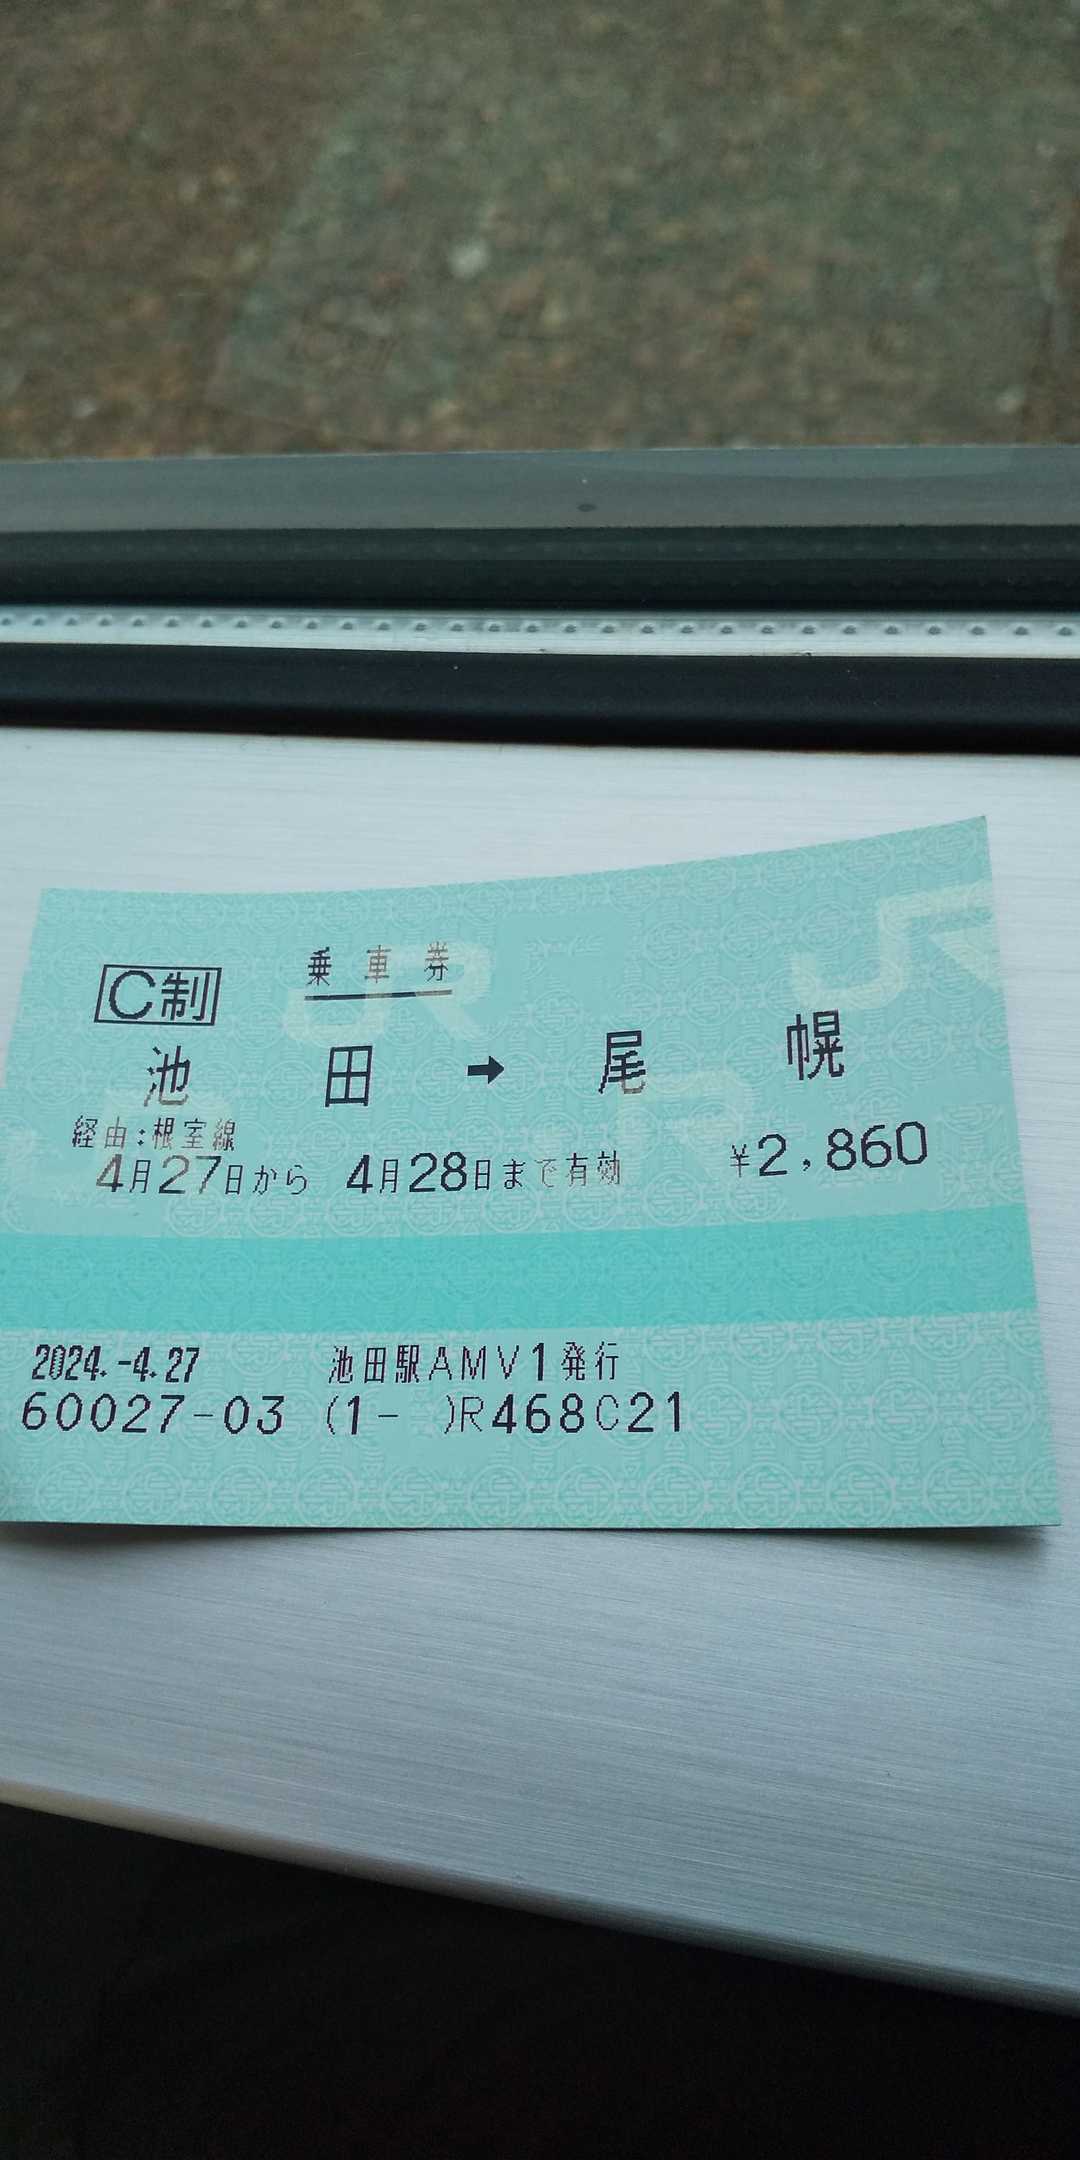 C制 乗車券
池田→尾幌
経由:根室線
4月27日から 4月28日まで有効 ¥2,860
2024.-4.27 池田駅AMV1発行
60027-03 (1- )R468C21